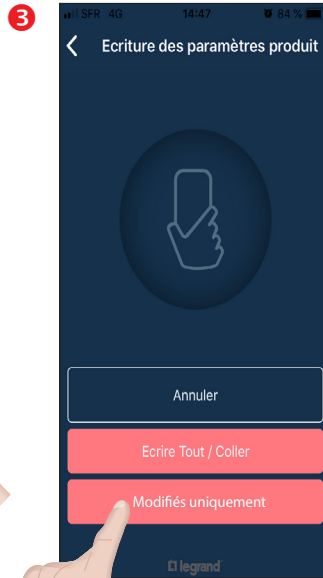 3
SFR 4G 14:47 84 %
Ecriture des paramètres produit
Annuler
Ecrire Tout / Coller
Modifiés uniquement
legrand